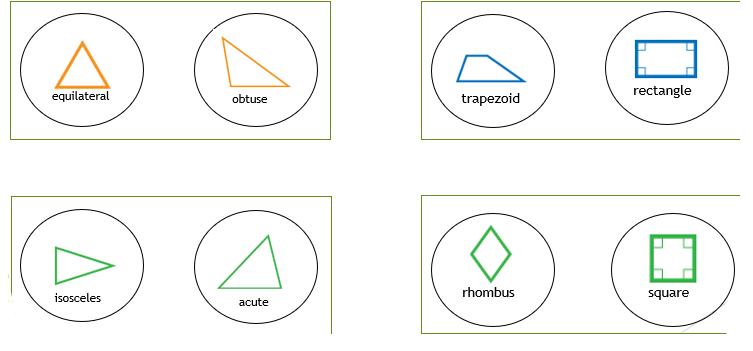 equilateral
obtuse
trapezoid
rectangle
isosceles
acute
rhombus
square